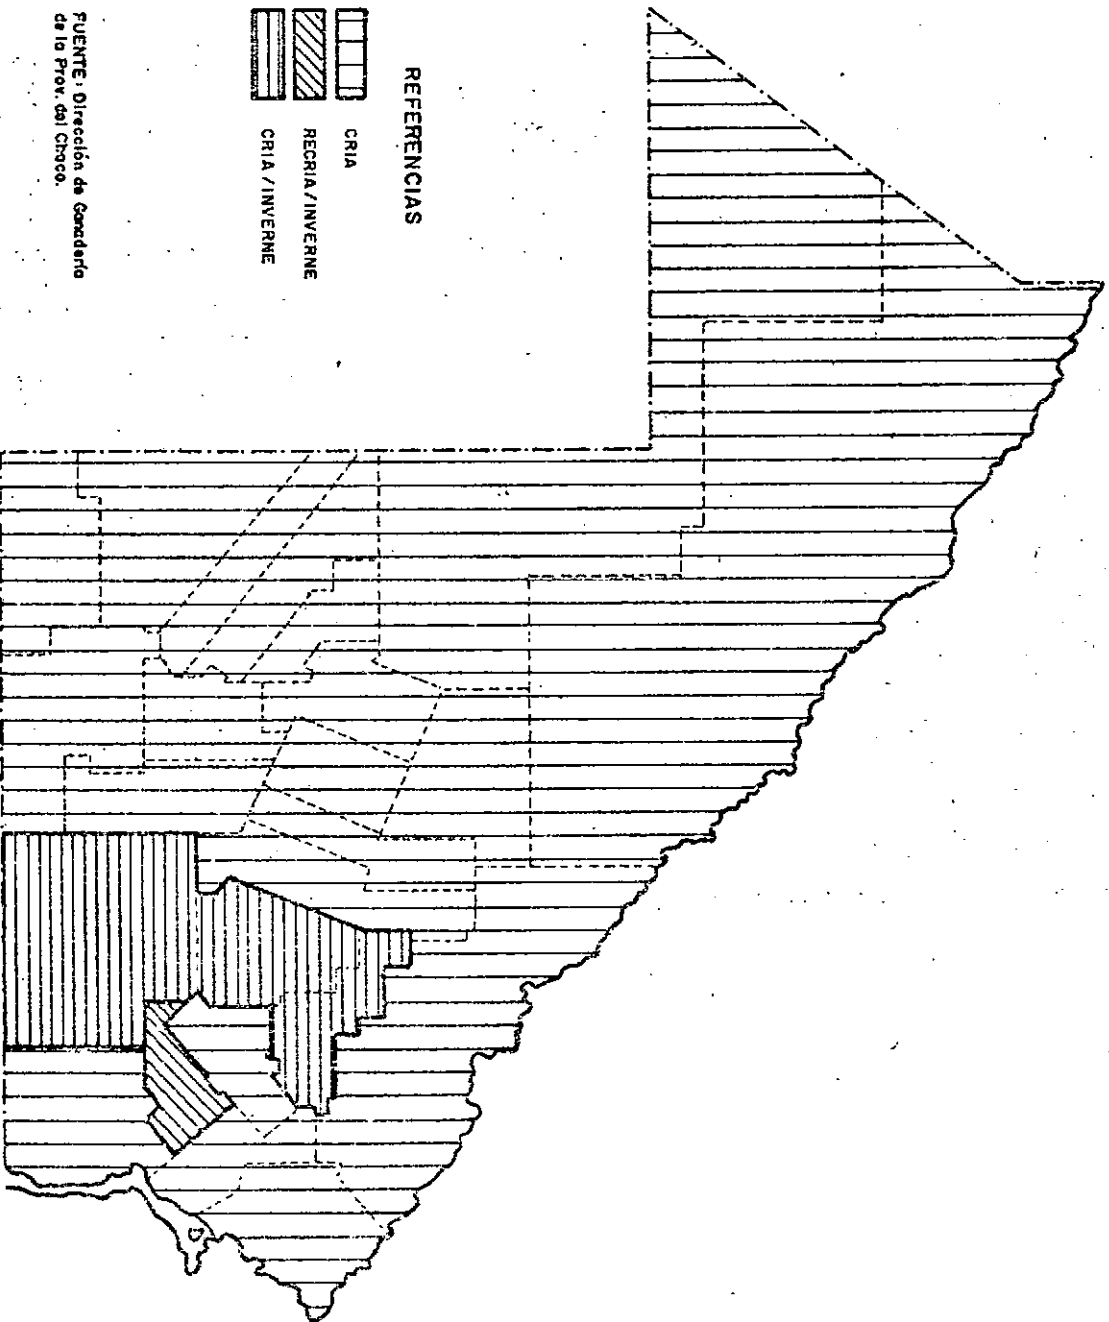 REFERENCIAS
CRIA
RECRIA/INVERNE
CRIA/INVERNE
FUENTE: Dirección de Ganadería
de la Prov. del Chaco.